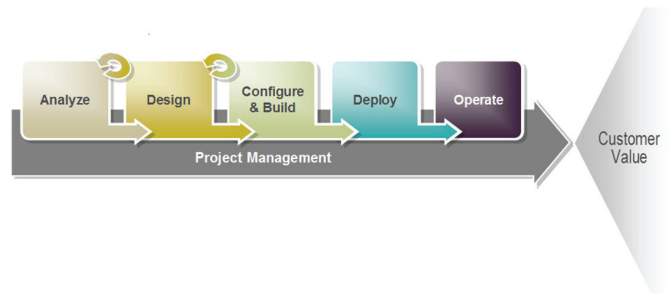 Analyze
Design
Configure
& Build
Deploy
Operate
Project Management
Customer
Value